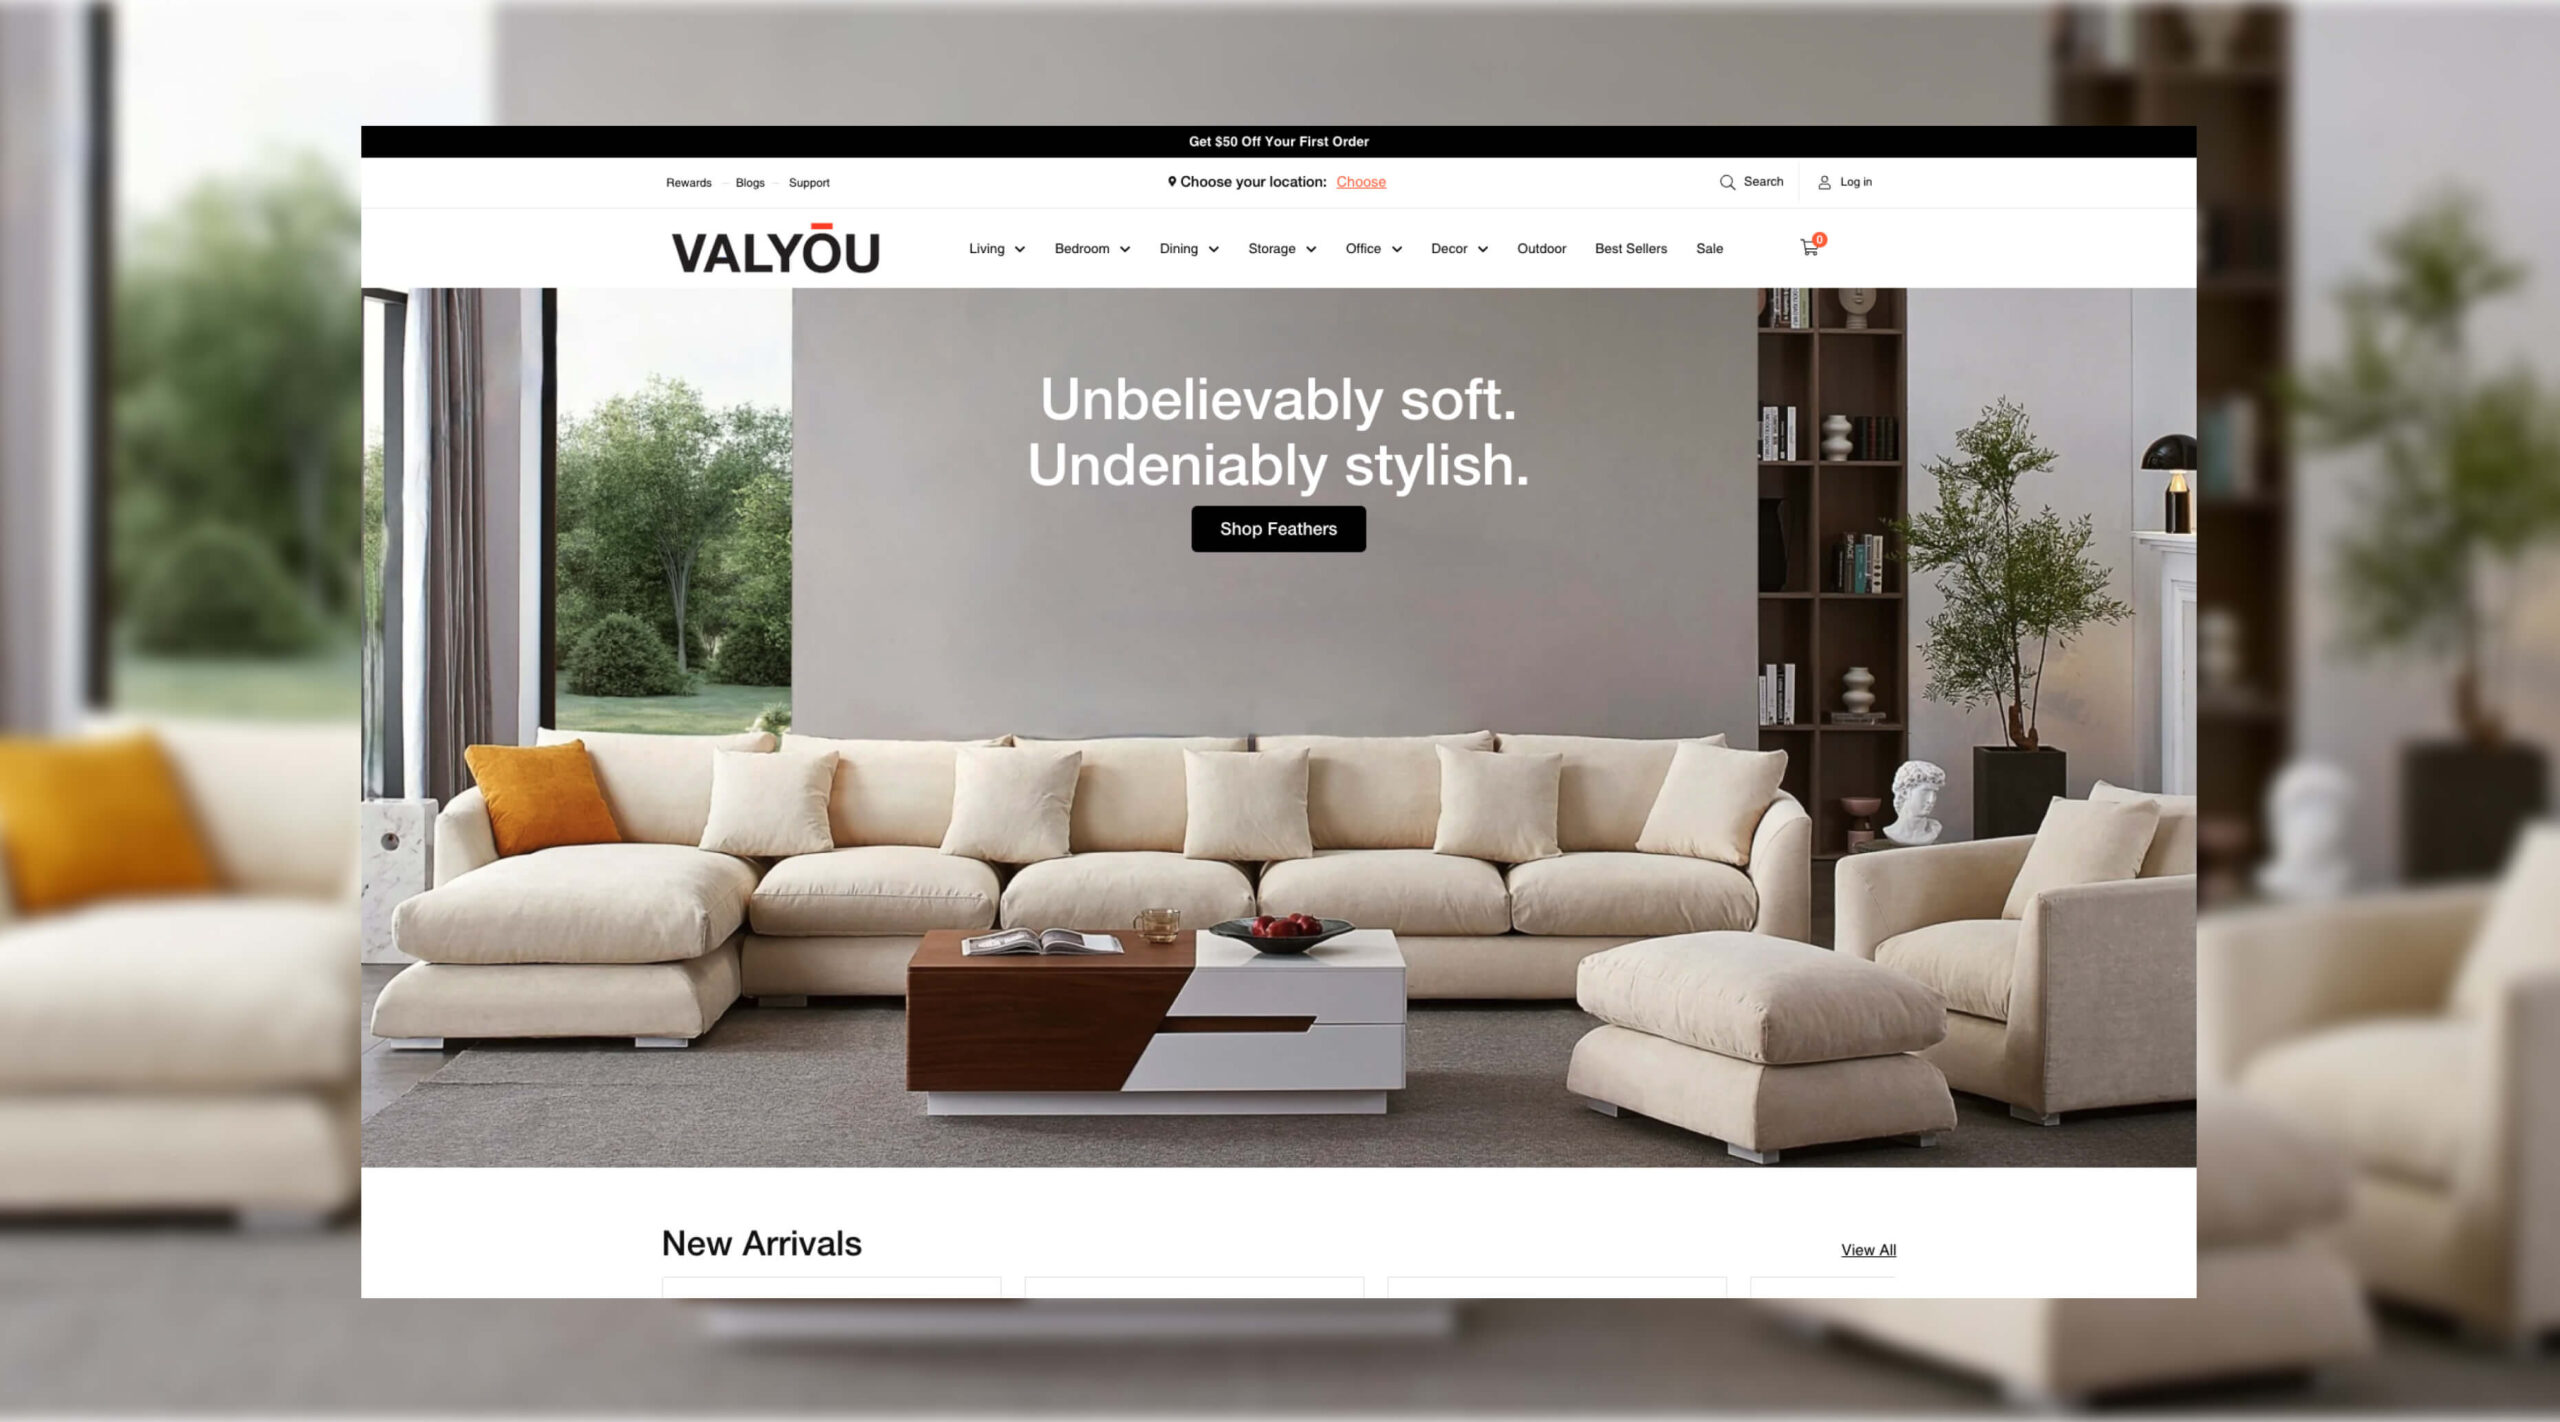 Get $50 Off Your First Order
Rewards Blogs Support
Choose your location: Choose
Search
Log in
VALYŌU
Living Bedroom Dining Storage Office Decor Outdoor Best Sellers Sale
0
Unbelievably soft.
Undeniably stylish.
Shop Feathers
New Arrivals
View All